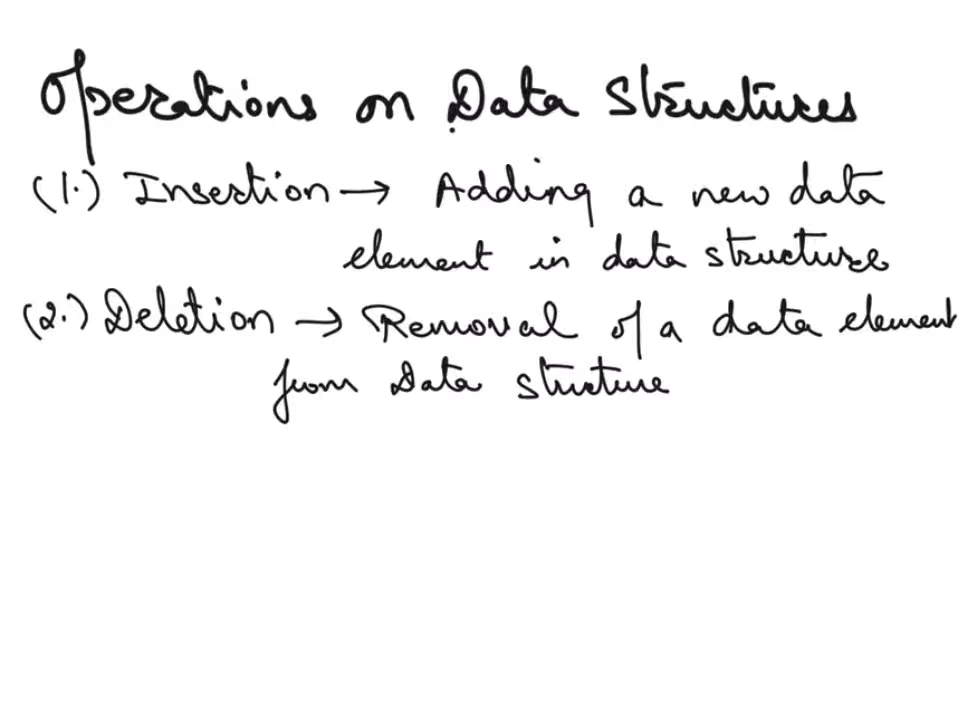 Operations on Data Structures
(1.) Insertion → Adding a new data
element in data structure
(2.) Deletion → Removal of a data element
from Data structure